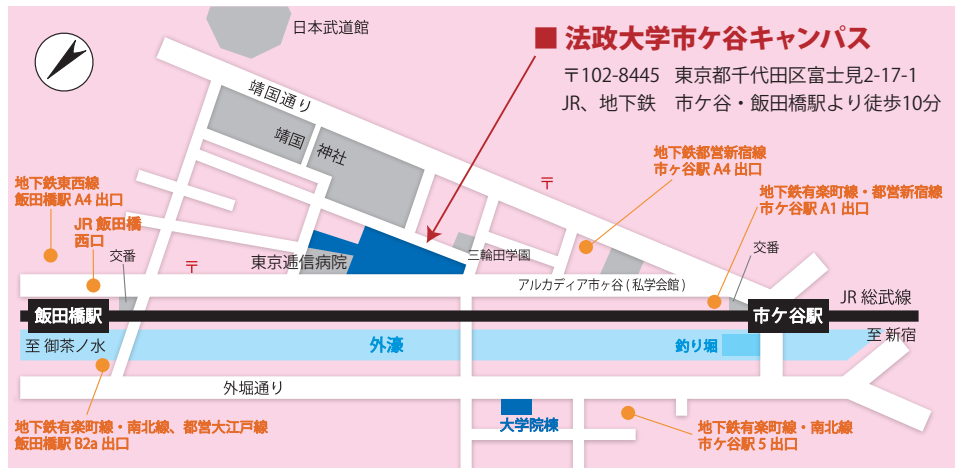 日本武道館
■ 法政大学市ケ谷キャンパス
〒102-8445 東京都千代田区富士見2-17-1
JR、地下鉄 市ケ谷・飯田橋駅より徒歩10分
靖国通り
靖国
神社
〒
地下鉄都営新宿線
市ヶ谷駅 A4 出口
地下鉄東西線
飯田橋駅 A4 出口
地下鉄有楽町線・都営新宿線
市ケ谷駅 A1 出口
JR 飯田橋
西口
交番
〒
東京逓信病院
三輪田学園
交番
アルカディア市ヶ谷 ( 私学会館 )
JR 総武線
飯田橋駅
市ケ谷駅
至 御茶ノ水
外濠
釣り堀
至 新宿
外堀通り
地下鉄有楽町線・南北線、都営大江戸線
飯田橋駅 B2a 出口
大学院棟
地下鉄有楽町線・南北線
市ケ谷駅 5 出口